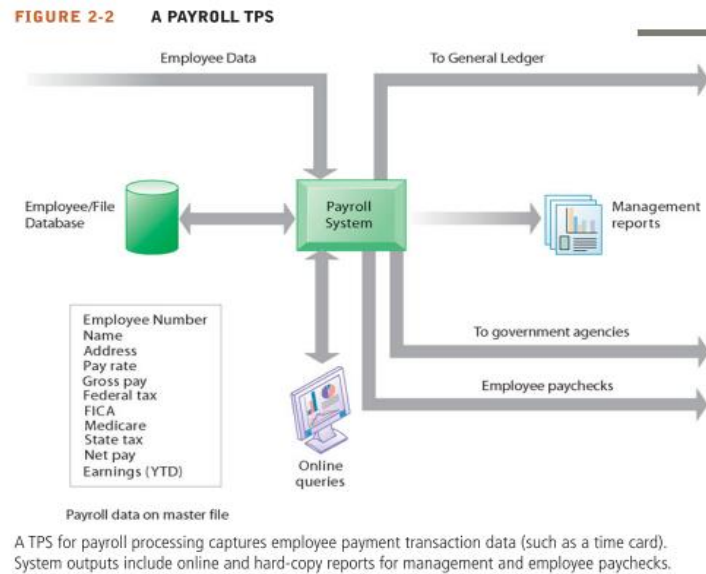 FIGURE 2-2 A PAYROLL TPS
Employee Data
To General Ledger
Employee/File
Database
Payroll
System
Management
reports
Employee Number
Name
Address
Pay rate
Gross pay
Federal tax
FICA
Medicare
State tax
Net pay
Earnings (YTD)
To government agencies
Employee paychecks
Online
queries
Payroll data on master file
A TPS for payroll processing captures employee payment transaction data (such as a time card).
System outputs include online and hard-copy reports for management and employee paychecks.